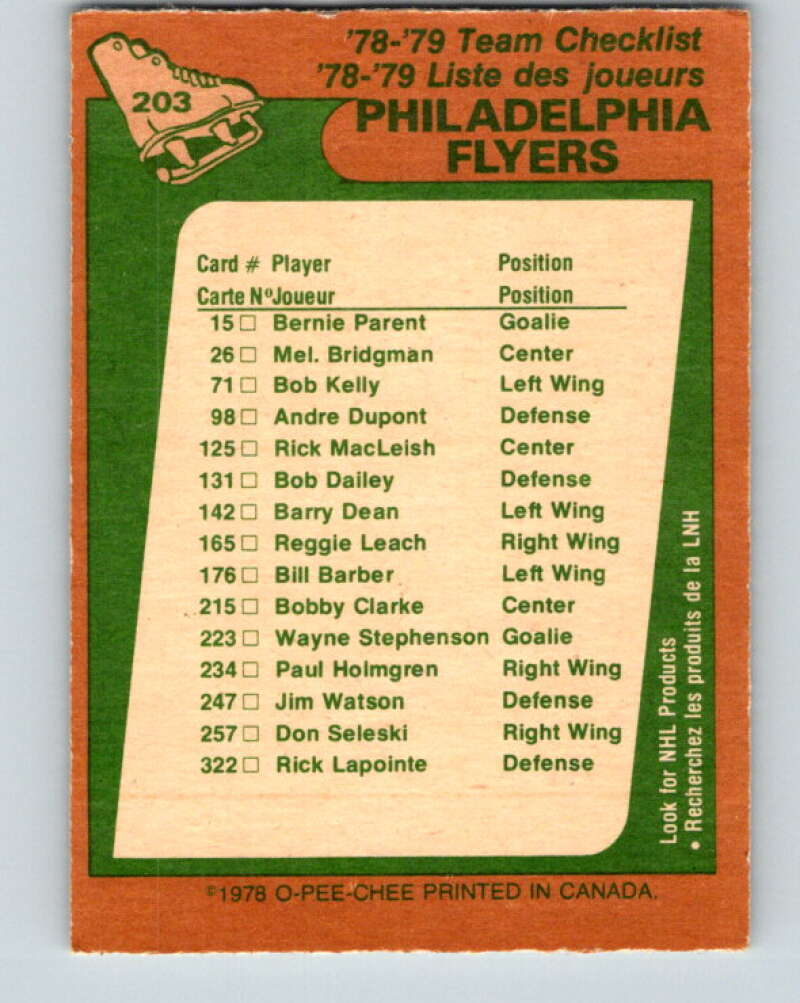 203
'78-'79 Team Checklist
'78-'79 Liste des joueurs
PHILADELPHIA
FLYERS
Card # Player Position
Carte Nº Joueur Position
15 □ Bernie Parent Goalie
26 □ Mel. Bridgman Center
71 □ Bob Kelly Left Wing
98 □ Andre Dupont Defense
125 □ Rick MacLeish Center
131 □ Bob Dailey Defense
142 □ Barry Dean Left Wing
165 □ Reggie Leach Right Wing
176 □ Bill Barber Left Wing
215 □ Bobby Clarke Center
223 □ Wayne Stephenson Goalie
234 □ Paul Holmgren Right Wing
247 □ Jim Watson Defense
257 □ Don Seleski Right Wing
322 □ Rick Lapointe Defense
Look for NHL Products
• Recherchez les produits de la LNH
©1978 O-PEE-CHEE PRINTED IN CANADA.